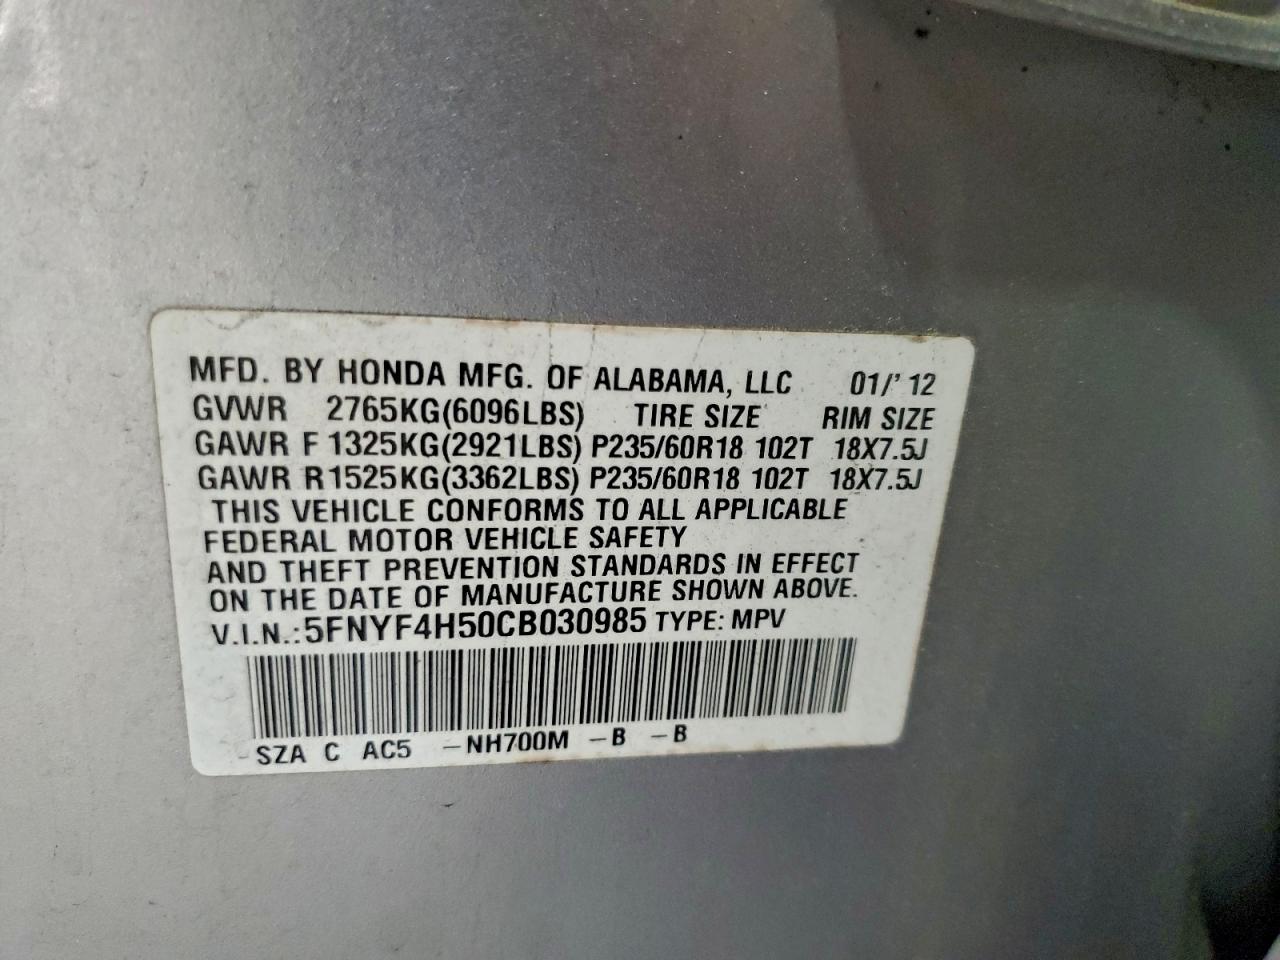 MFD. BY HONDA MFG. OF ALABAMA, LLC 01/' 12
GVWR 2765KG(6096LBS) TIRE SIZE RIM SIZE
GAWR F 1325KG(2921LBS) P235/60R18 102T 18X7.5J
GAWR R 1525KG(3362LBS) P235/60R18 102T 18X7.5J
THIS VEHICLE CONFORMS TO ALL APPLICABLE
FEDERAL MOTOR VEHICLE SAFETY
AND THEFT PREVENTION STANDARDS IN EFFECT
ON THE DATE OF MANUFACTURE SHOWN ABOVE.
V.I.N.:5FNYF4H50CB030985 TYPE: MPV
SZA C AC5 -NH700M -B -B